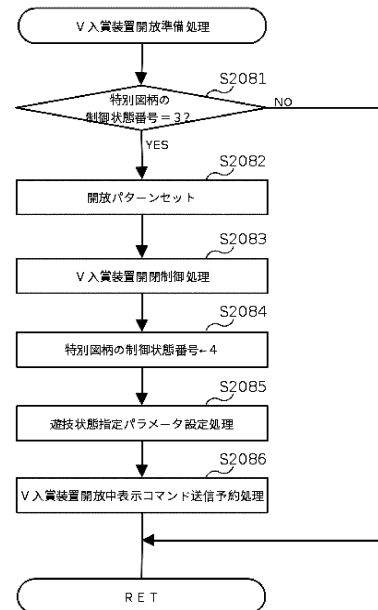 V入賞装置開放準備処理
S2081
特別図柄の
制御状態番号=3?
NO
YES
S2082
開放パターンセット
S2083
V入賞装置開閉制御処理
S2084
特別図柄の制御状態番号←4
S2085
遊技状態指定パラメータ設定処理
S2086
V入賞装置開放中表示コマンド送信予約処理
RET